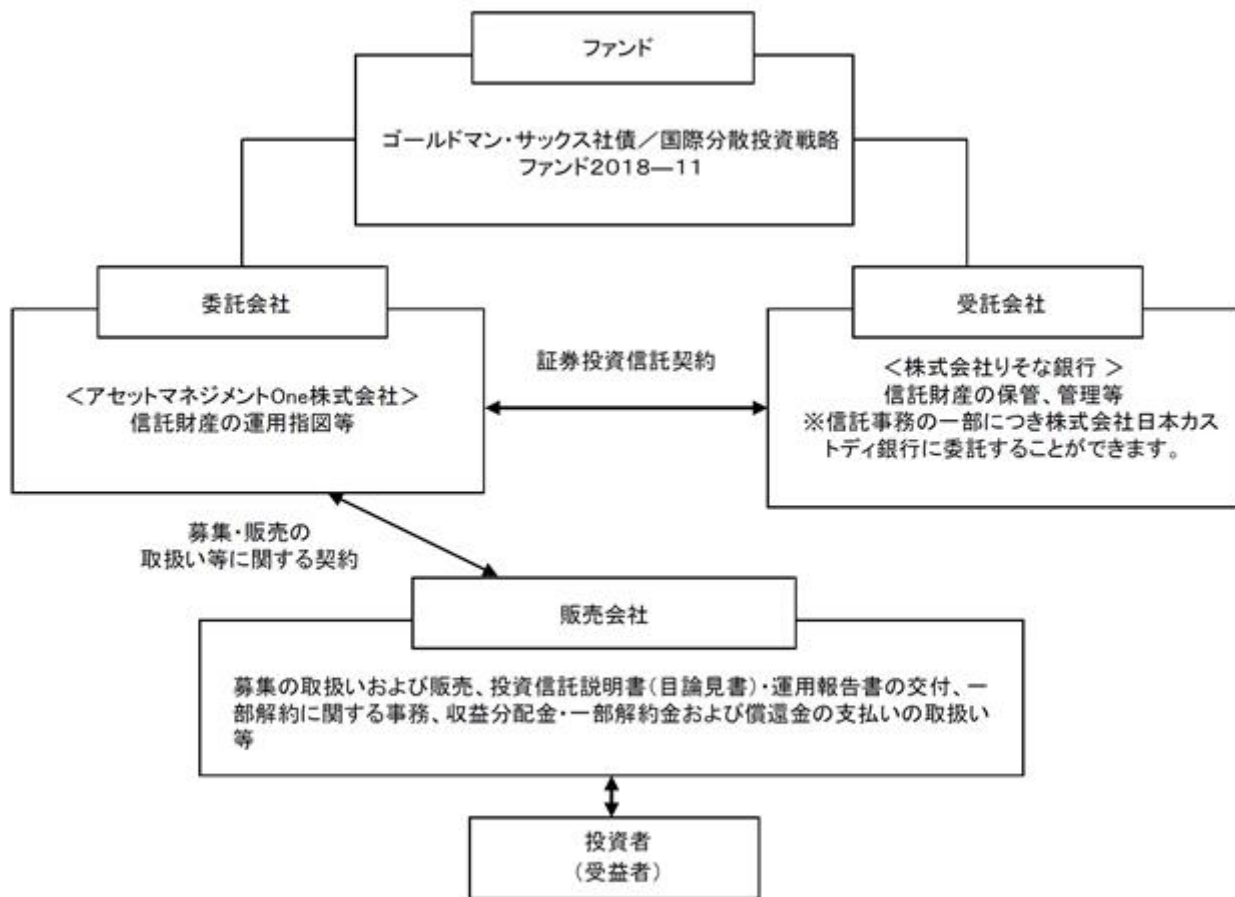 ファンド
ゴールドマン・サックス社債／国際分散投資戦略
ファンド2018―11
委託会社
＜アセットマネジメントOne株式会社＞
信託財産の運用指図等
証券投資信託契約
受託会社
＜株式会社りそな銀行 ＞
信託財産の保管、管理等
※信託事務の一部につき株式会社日本カス
トディ銀行に委託することができます。
募集・販売の
取扱い等に関する契約
販売会社
募集の取扱いおよび販売、投資信託説明書（目論見書）・運用報告書の交付、一
部解約に関する事務、収益分配金・一部解約金および償還金の支払いの取扱い
等
投資者
（受益者）